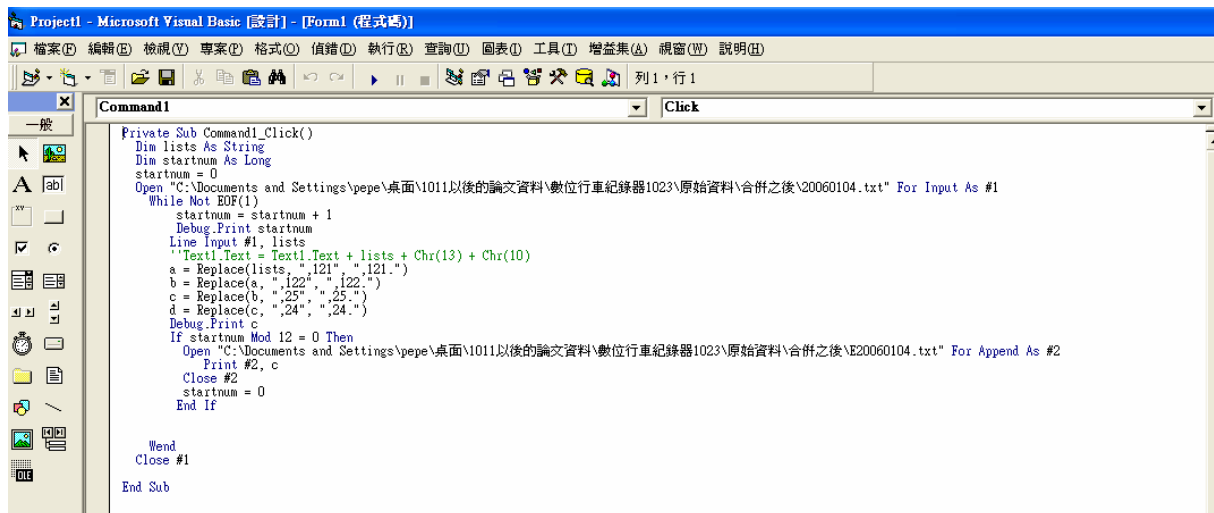 Project1 - Microsoft Visual Basic [設計] - [Form1 (程式碼)]
檔案(F) 編輯(E) 檢視(V) 專案(P) 格式(O) 偵錯(D) 執行(R) 查詢(U) 圖表(I) 工具(T) 增益集(A) 視窗(W) 說明(H)
列 1，行 1
Command1 Click
一般
A ab|
xv
OLE
Private Sub Command1_Click()
Dim lists As String
Dim startnum As Long
startnum = 0
Open "C:\Documents and Settings\pepe\桌面\1011以後的論文資料\數位行車紀錄器1023\原始資料\合併之後\20060104.txt" For Input As #1
While Not EOF(1)
startnum = startnum + 1
Debug.Print startnum
Line Input #1, lists
''Text1.Text = Text1.Text + lists + Chr(13) + Chr(10)
a = Replace(lists, ",121", ",121.")
b = Replace(a, ",122", ",122.")
c = Replace(b, ",25", ",25.")
d = Replace(c, ",24", ",24.")
Debug.Print c
If startnum Mod 12 = 0 Then
Open "C:\Documents and Settings\pepe\桌面\1011以後的論文資料\數位行車紀錄器1023\原始資料\合併之後\E20060104.txt" For Append As #2
Print #2, c
Close #2
startnum = 0
End If
Wend
Close #1
End Sub